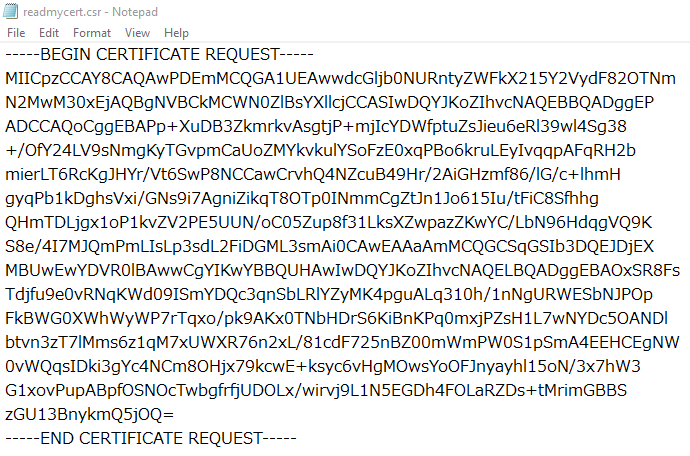 readmycert.csr - Notepad
File Edit Format View Help
-----BEGIN CERTIFICATE REQUEST-----
MIICpzCCAY8CAQAwPDEmMCQGA1UEAwwdcGljb0NURntyZWFkX215Y2VydF82OTNm
N2MwM30xEjAQBgNVBCkMCWN0ZlBsYXllcjCCASIwDQYJKoZIhvcNAQEBBQADggEP
ADCCAQoCggEBAPp+XuDB3ZkmrkvAsgtjP+mjIcYDWfptuZsJieu6eRl39wl4Sg38
+/OfY24LV9sNmgKyTGvpmCaUoZMYkvkulYSoFzE0xqPBo6kruLEyIvqqpAFqRH2b
mierLT6RcKgJHYr/Vt6SwP8NCCawCrvhQ4NZcuB49Hr/2AiGHzmf86/lG/c+lhmH
gyqPb1kDghsVxi/GNs9i7AgniZikqT8OTp0INmmCgZtJn1Jo615Iu/tFiC8Sfhhg
QHmTDLjgx1oP1kvZV2PE5UUN/oC05Zup8f31LksXZwpazZKwYC/LbN96HdqgVQ9K
S8e/4I7MJQmPmLIsLp3sdL2FiDGML3smAi0CAwEAAaAmMCQGCSqGSIb3DQEJDjEX
MBUwEwYDVR0lBAwwCgYIKwYBBQUHAwIwDQYJKoZIhvcNAQELBQADggEBAOxSR8Fs
Tdjfu9e0vRNqKWd09ISmYDQc3qnSbLRlYZyMK4pguALq310h/1nNgURWESbNJPOp
FkBWG0XWhWyWP7rTqxo/pk9AKx0TNbHDrS6KiBnKPq0mxjPZsH1L7wNYDc5OANDl
btvn3zT7lMms6z1qM7xUWXR76n2xL/81cdF725nBZ00mWmPW0S1pSmA4EEHCEgNW
0vWQqsIDki3gYc4NCm8OHjx79kcwE+ksyc6vHgMOwsYoOFJnyayhl15oN/3x7hW3
G1xovPupABpfOSNOcTwbgfrfjUDOLx/wirvj9L1N5EGDh4FOLaRZDs+tMrimGBBS
zGU13BnykmQ5jOQ=
-----END CERTIFICATE REQUEST-----